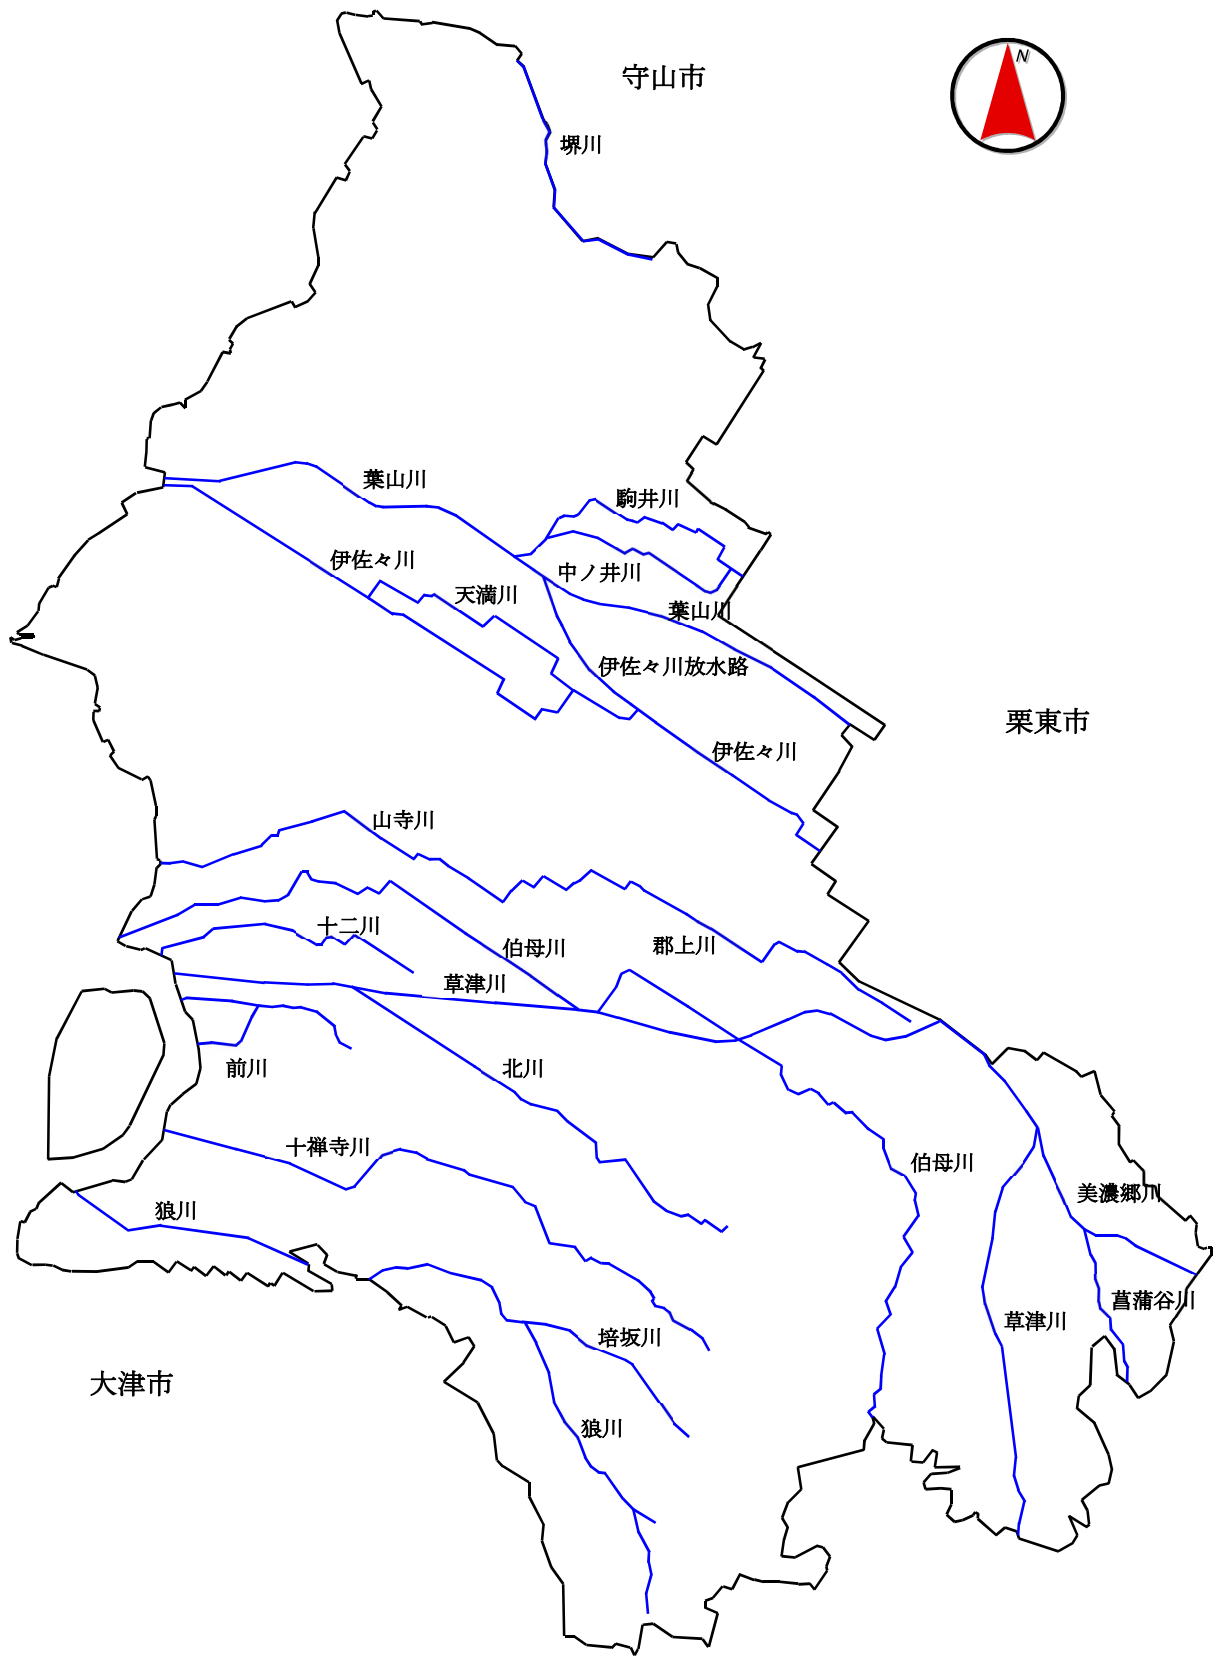 守山市
N
堺川
葉山川
駒井川
伊佐々川
中ノ井川
天満川
葉山川
伊佐々川放水路
栗東市
伊佐々川
山寺川
十二川
伯母川
郡上川
草津川
前川
北川
十禅寺川
伯母川
美濃郷川
狼川
菖蒲谷川
草津川
培坂川
大津市
狼川